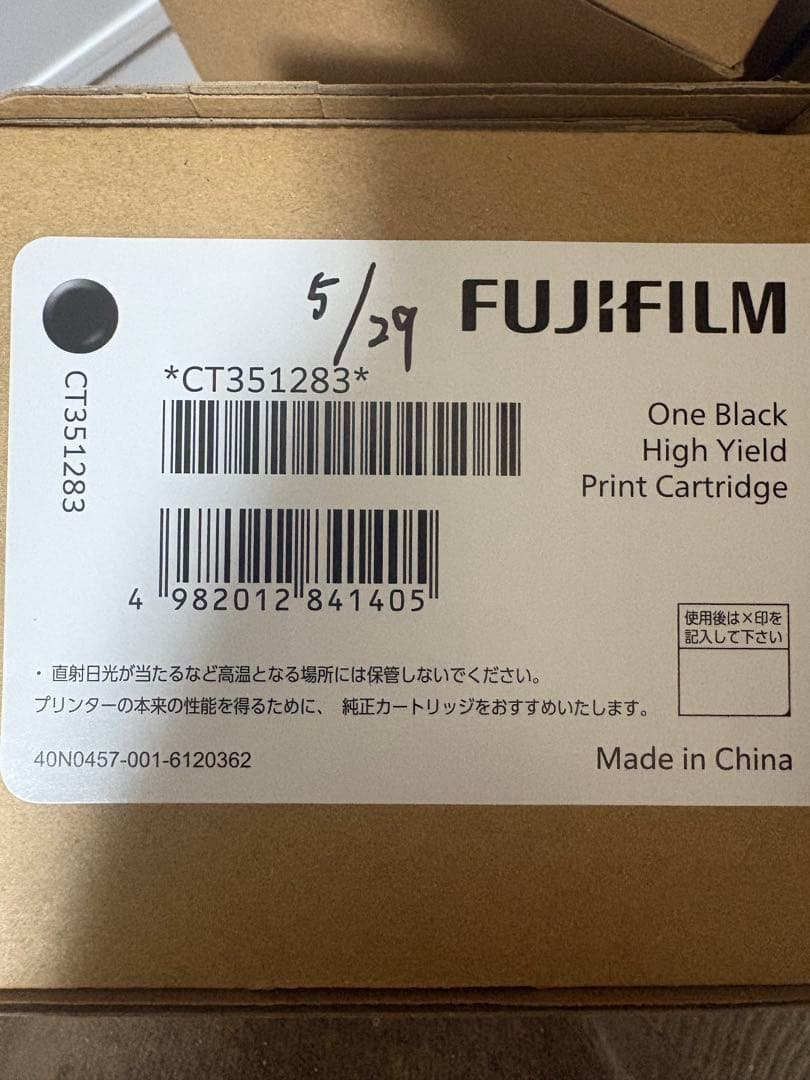 5/29
FUJIFILM
*CT351283*
CT351283
One Black
High Yield
Print Cartridge
4 982012 841405
使用後は×印を
記入して下さい
・直射日光が当たるなど高温となる場所には保管しないでください。
プリンターの本来の性能を得るために、 純正カートリッジをおすすめいたします。
40N0457-001-6120362
Made in China